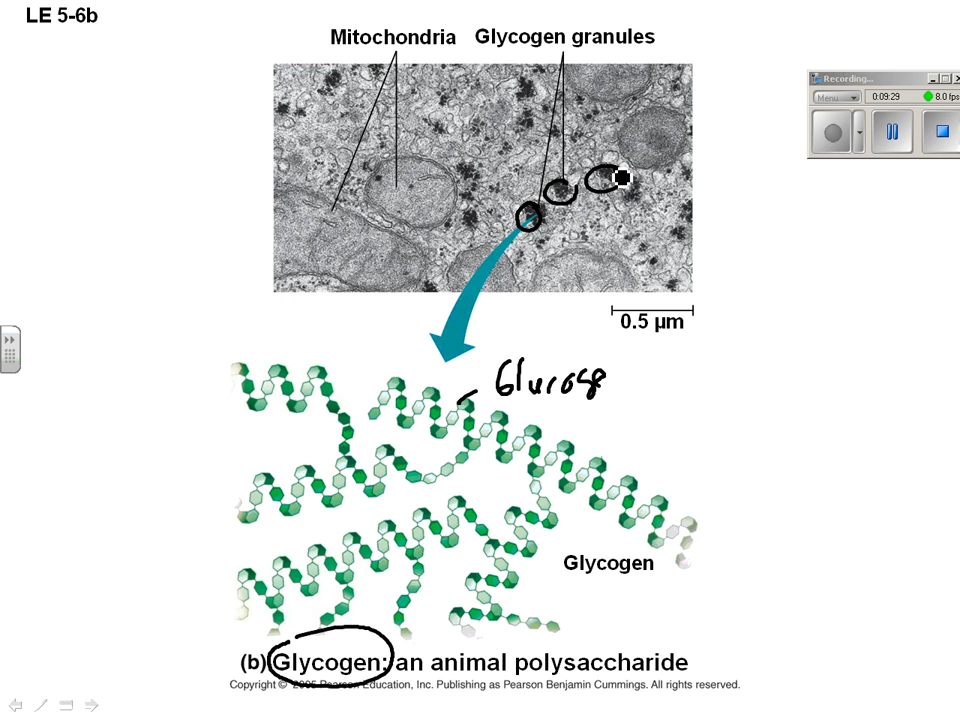 LE 5-6b
Mitochondria Glycogen granules
Recording...
Menu 0:09:29 8.0 fps
0.5 µm
Glucose
Glycogen
(b) Glycogen: an animal polysaccharide
Copyright © 2005 Pearson Education, Inc. Publishing as Pearson Benjamin Cummings. All rights reserved.